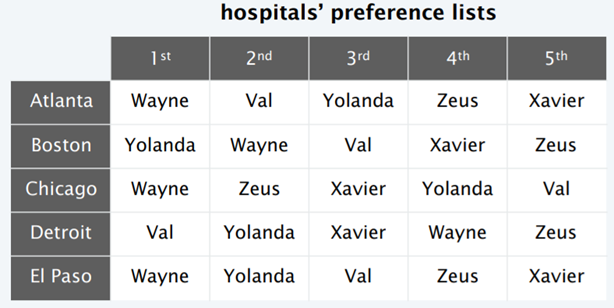 hospitals’ preference lists
1st 2nd 3rd 4th 5th
Atlanta Wayne Val Yolanda Zeus Xavier
Boston Yolanda Wayne Val Xavier Zeus
Chicago Wayne Zeus Xavier Yolanda Val
Detroit Val Yolanda Xavier Wayne Zeus
El Paso Wayne Yolanda Val Zeus Xavier